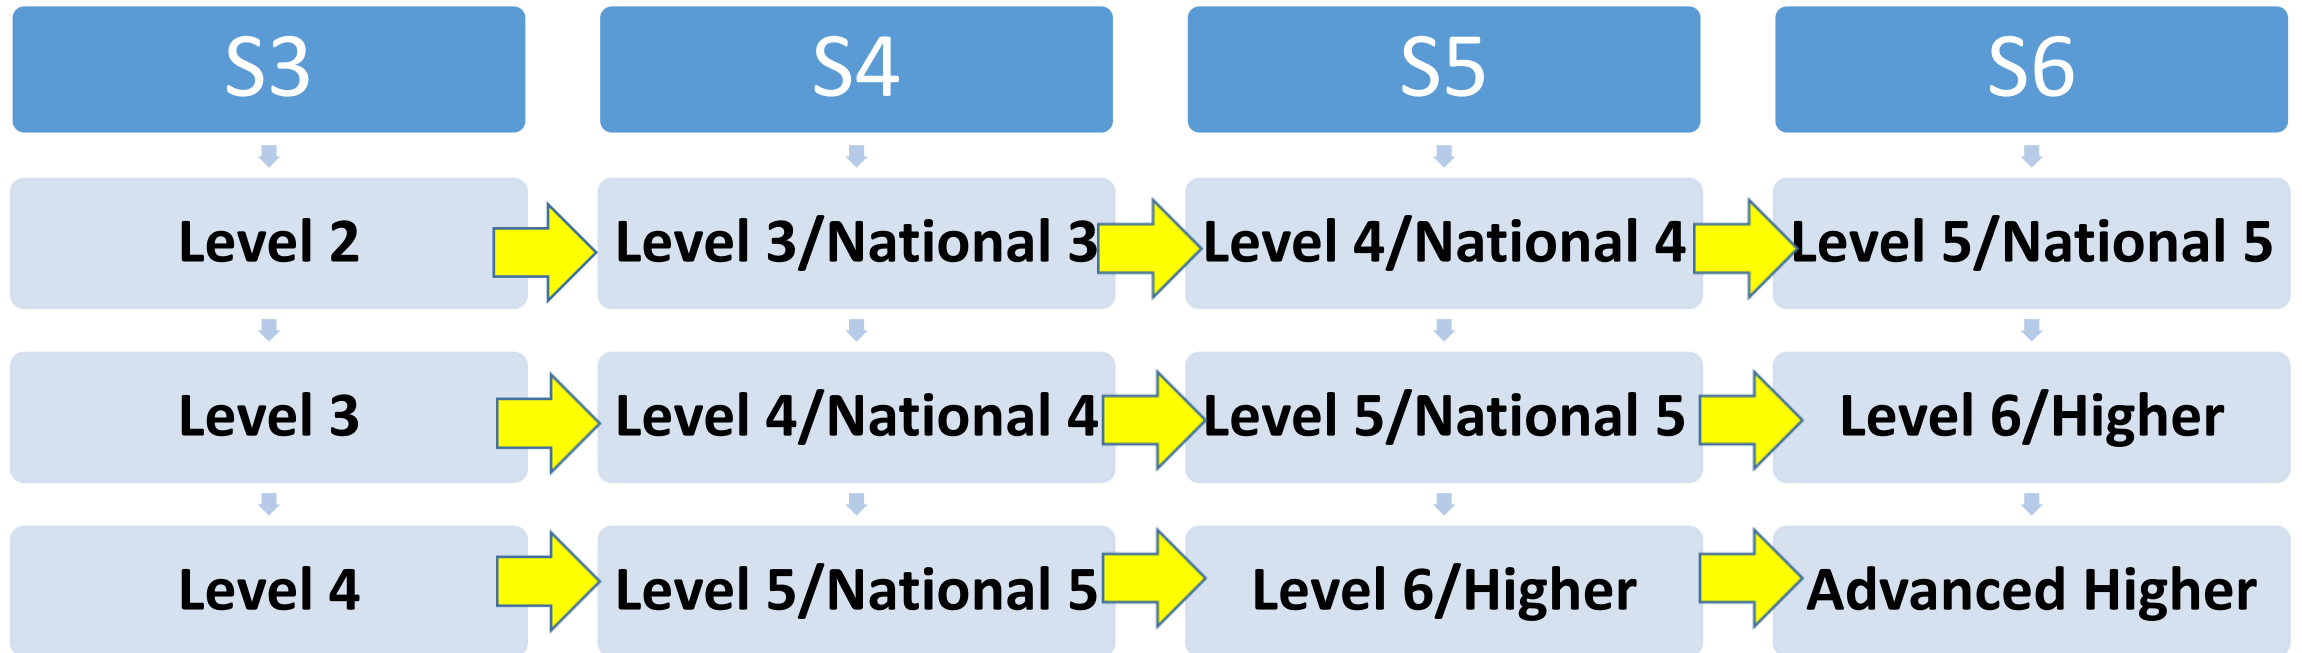 S3
S4
S5
S6
Level 2
Level 3/National 3
Level 4/National 4
Level 5/National 5
Level 3
Level 4/National 4
Level 5/National 5
Level 6/Higher
Level 4
Level 5/National 5
Level 6/Higher
Advanced Higher